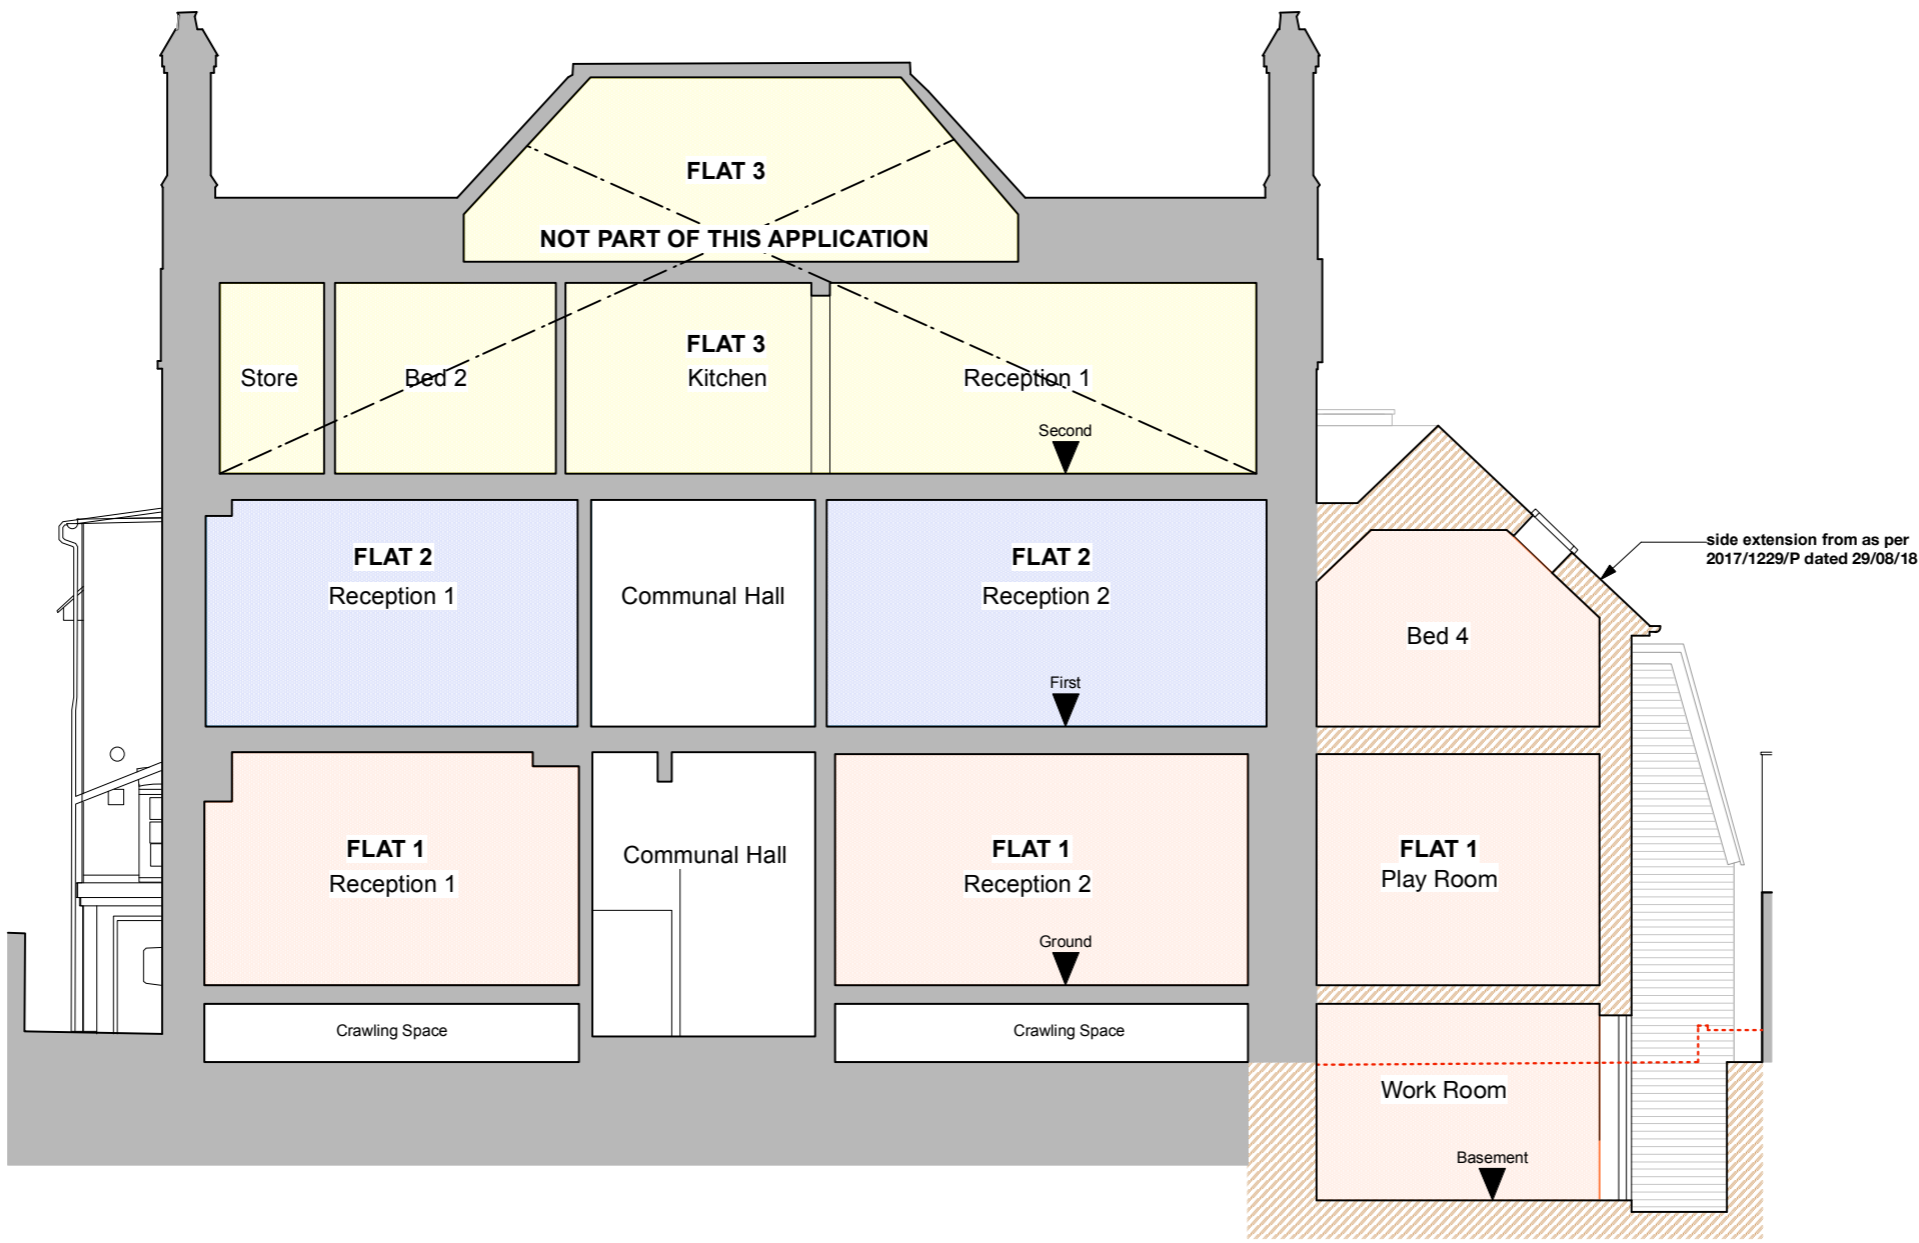 FLAT 3
NOT PART OF THIS APPLICATION
FLAT 3
Store
Bed 2
Kitchen
Reception 1
Second
side extension from as per
2017/1229/P dated 29/08/18
FLAT 2
Reception 1
Communal Hall
FLAT 2
Reception 2
Bed 4
First
FLAT 1
Reception 1
Communal Hall
FLAT 1
Reception 2
FLAT 1
Play Room
Ground
Crawling Space
Crawling Space
Work Room
Basement